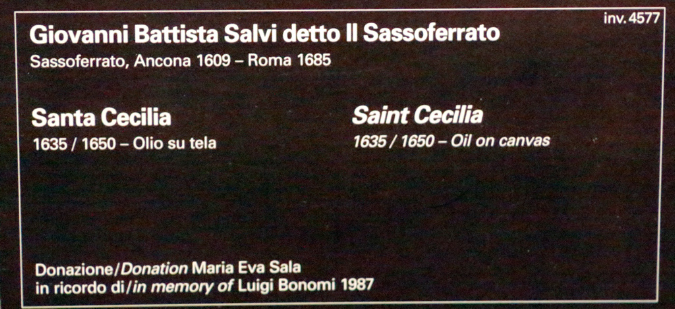 inv. 4577
Giovanni Battista Salvi detto Il Sassoferrato
Sassoferrato, Ancona 1609 – Roma 1685
Santa Cecilia
1635 / 1650 – Olio su tela
Saint Cecilia
1635 / 1650 – Oil on canvas
Donazione/Donation Maria Eva Sala
in ricordo di/in memory of Luigi Bonomi 1987